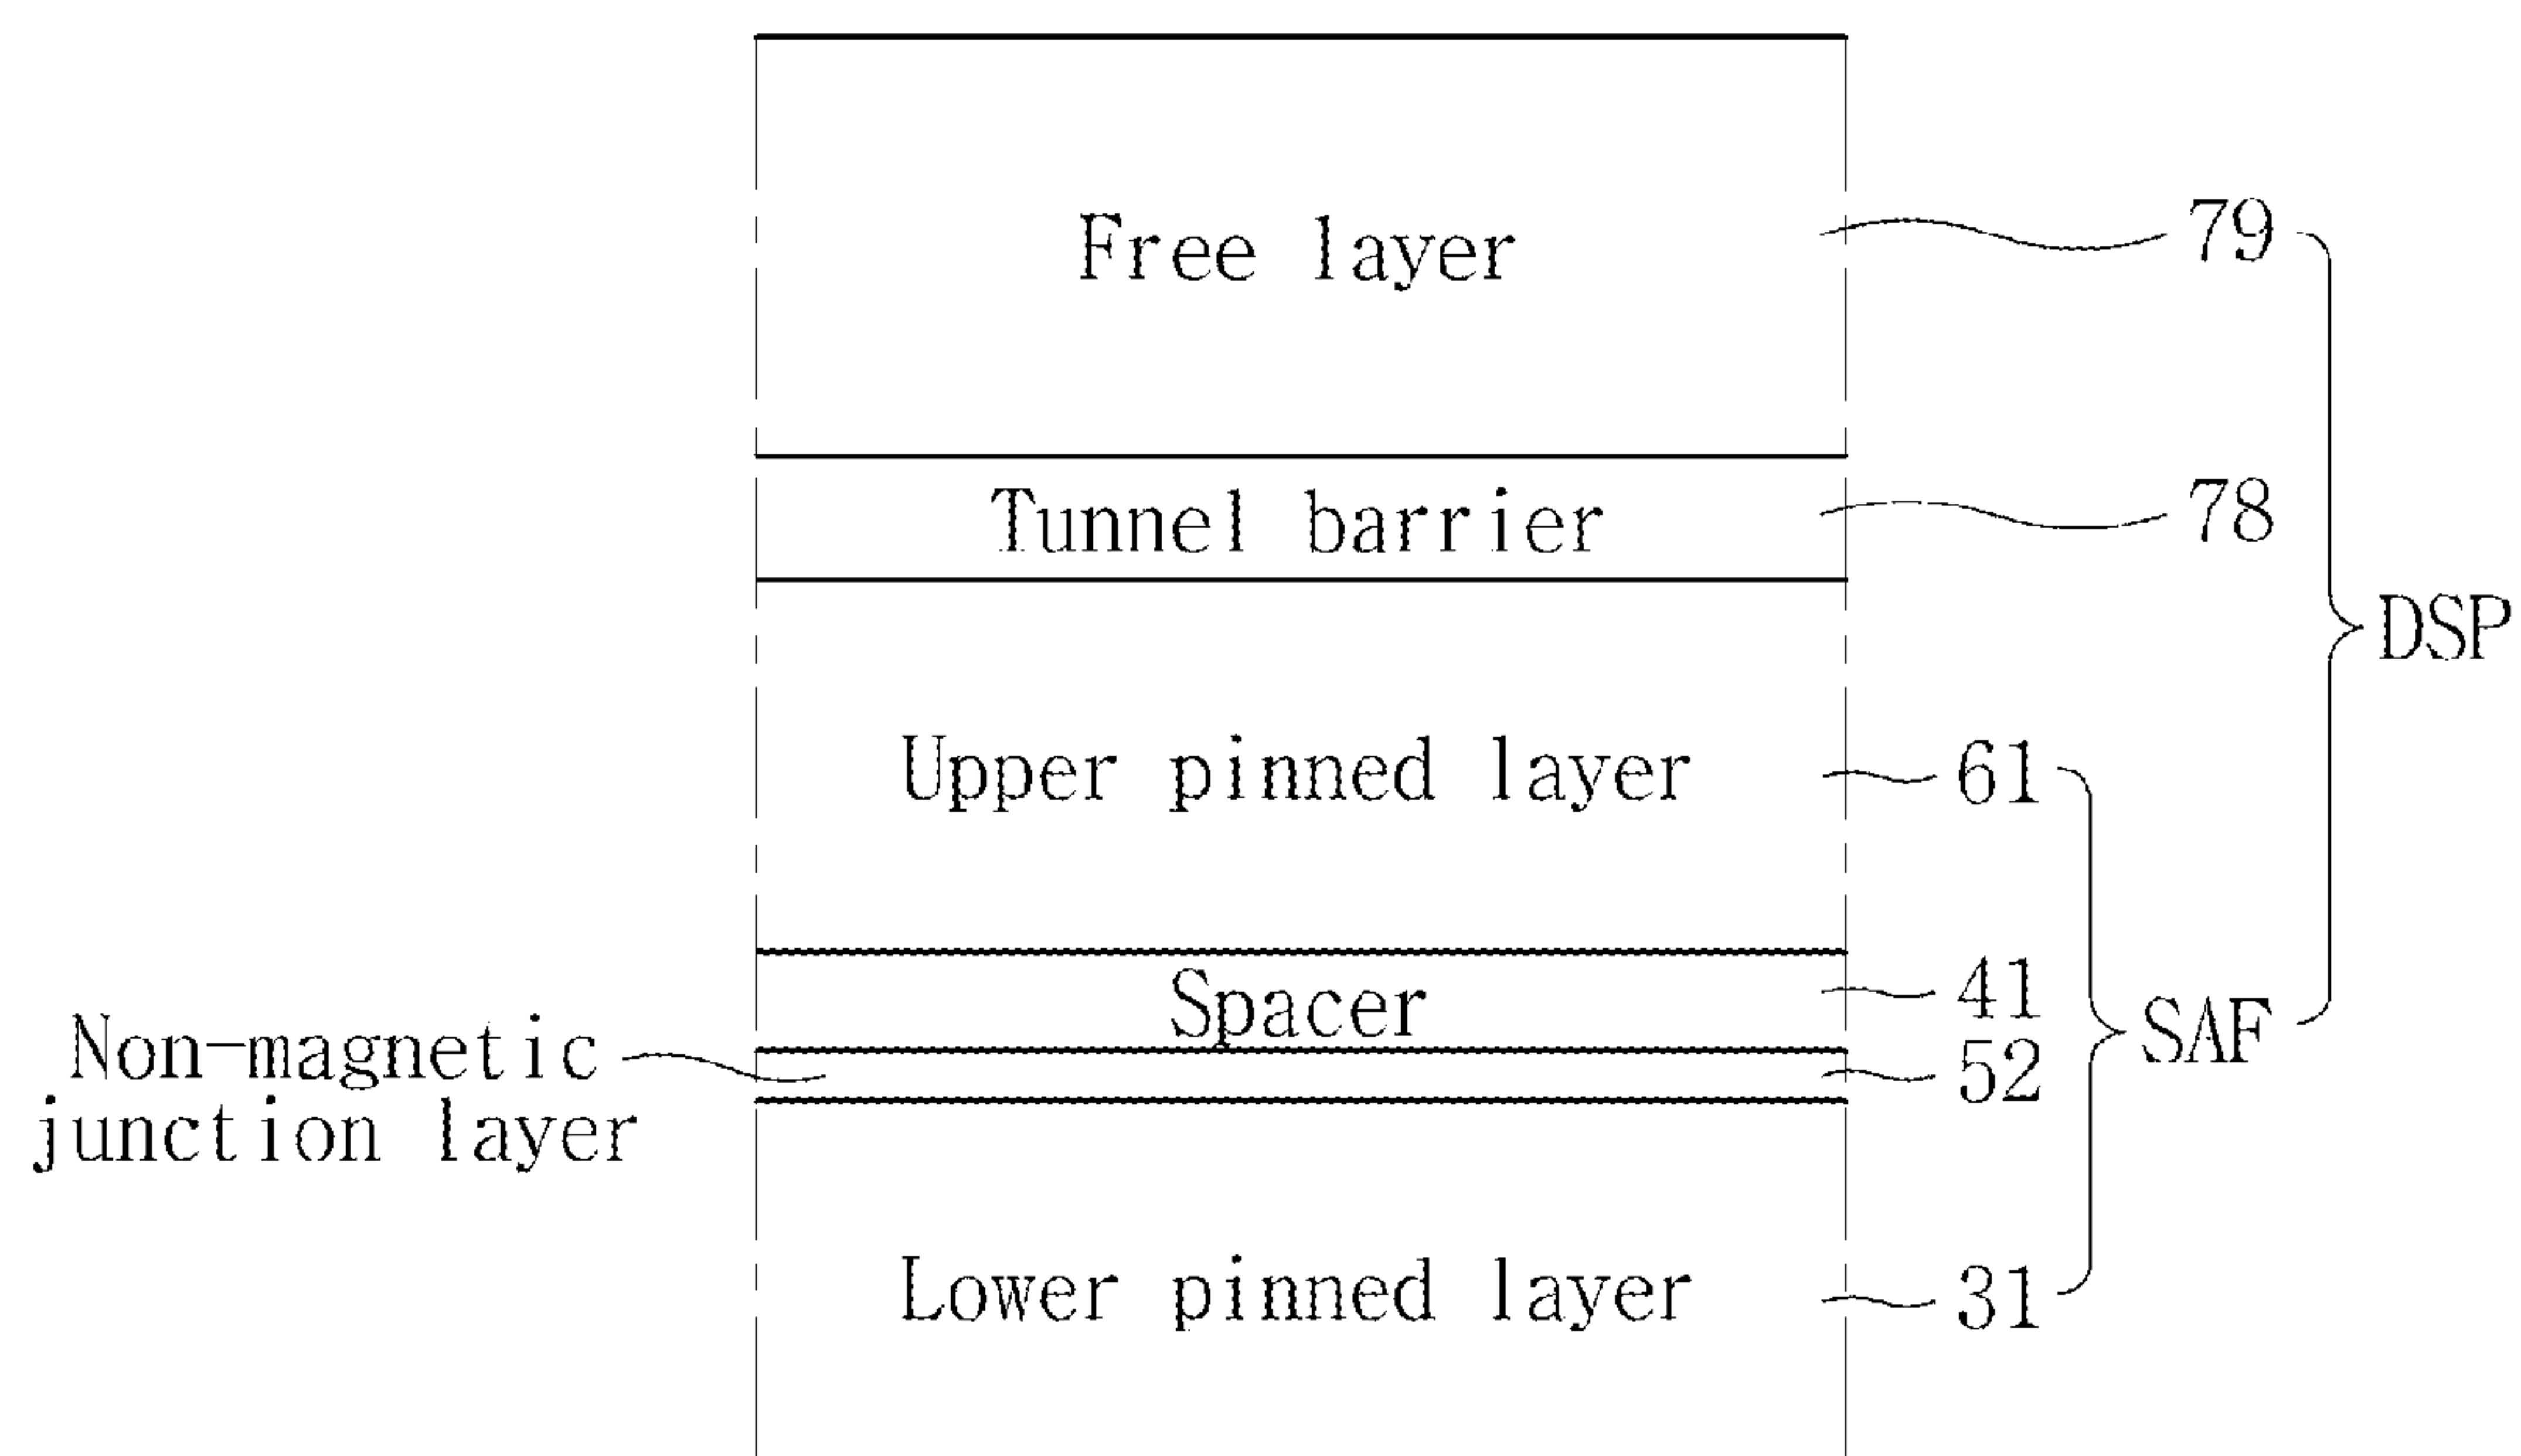 Free layer
79
Tunnel barrier
78
DSP
Upper pinned layer
61
Spacer
41
Non-magnetic
junction layer
52
SAF
Lower pinned layer
31